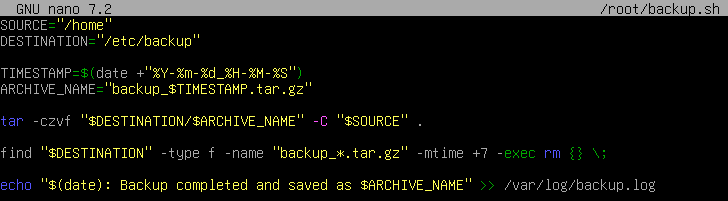 GNU nano 7.2 /root/backup.sh
SOURCE="/home"
DESTINATION="/etc/backup"
TIMESTAMP=$(date +"%Y-%m-%d_%H-%M-%S")
ARCHIVE_NAME="backup_$TIMESTAMP.tar.gz"
tar -czvf "$DESTINATION/$ARCHIVE_NAME" -C "$SOURCE" .
find "$DESTINATION" -type f -name "backup_*.tar.gz" -mtime +7 -exec rm {} \;
echo "$(date): Backup completed and saved as $ARCHIVE_NAME" >> /var/log/backup.log